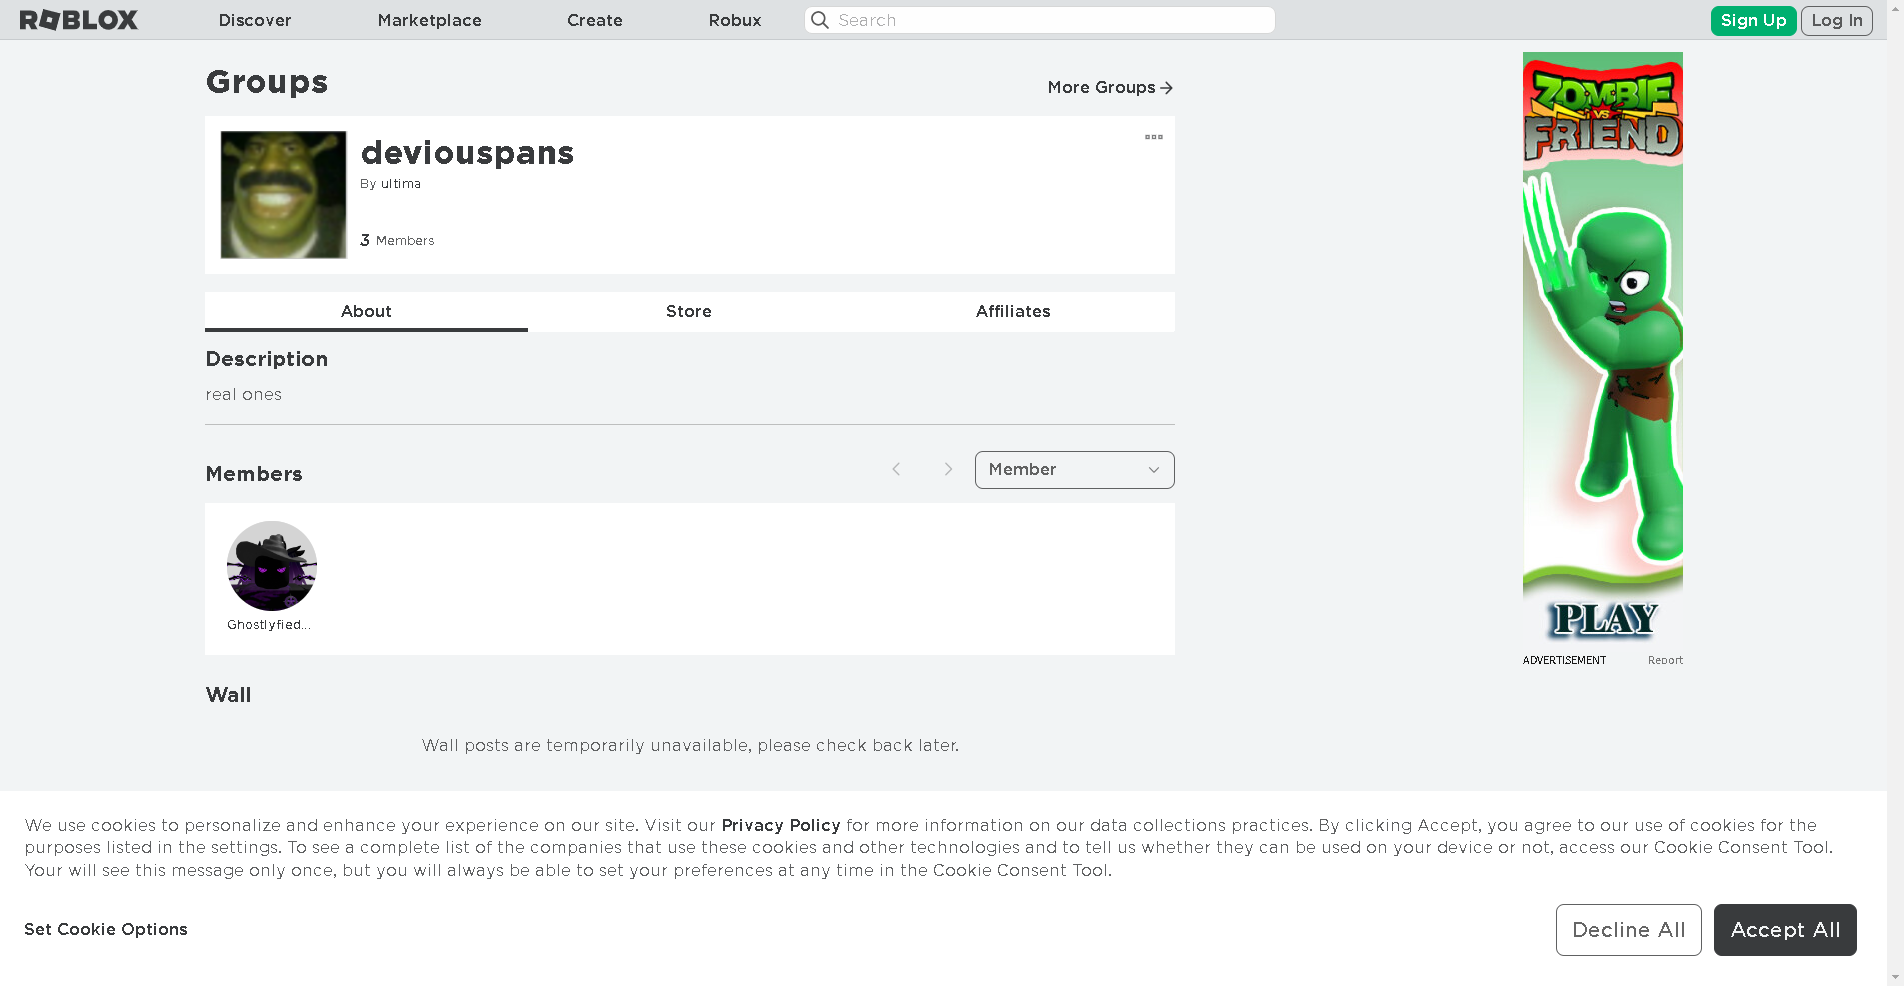 ROBLOX Discover Marketplace Create Robux Search Sign Up Log In
Groups
More Groups
deviouspans
By ultima
3 Members
About Store Affiliates
Description
real ones
Members
Member
Ghostlyfied...
Wall
Wall posts are temporarily unavailable, please check back later.
ZOMBIE
VS
FRIEND
PLAY
ADVERTISEMENT Report
We use cookies to personalize and enhance your experience on our site. Visit our Privacy Policy for more information on our data collections practices. By clicking Accept, you agree to our use of cookies for the
purposes listed in the settings. To see a complete list of the companies that use these cookies and other technologies and to tell us whether they can be used on your device or not, access our Cookie Consent Tool.
Your will see this message only once, but you will always be able to set your preferences at any time in the Cookie Consent Tool.
Set Cookie Options Decline All Accept All